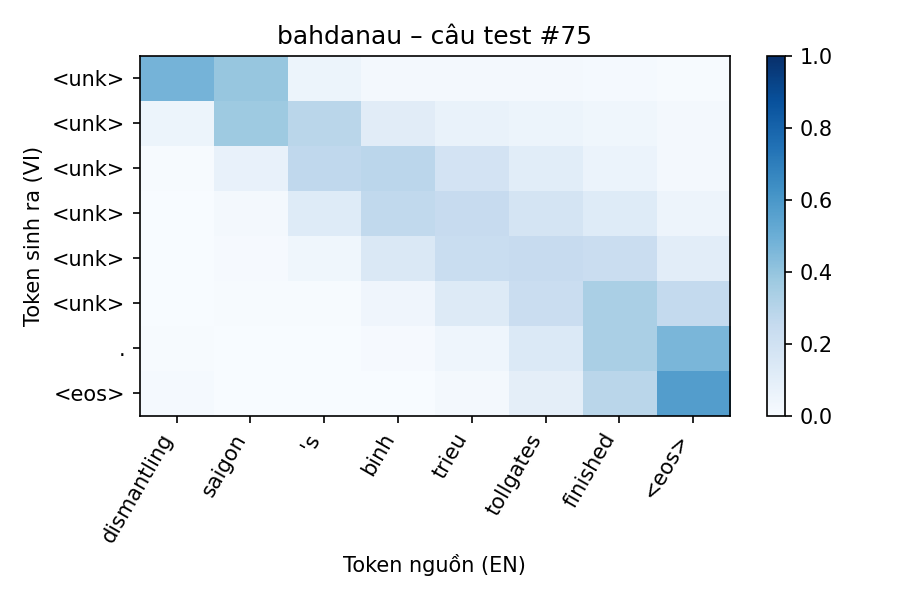 bahdanau – câu test #75
Token sinh ra (VI)
<unk>
<unk>
<unk>
<unk>
<unk>
<unk>
.
<eos>
dismantling
saigon
's
binh
trieu
tollgates
finished
<eos>
Token nguồn (EN)
1.0
0.8
0.6
0.4
0.2
0.0